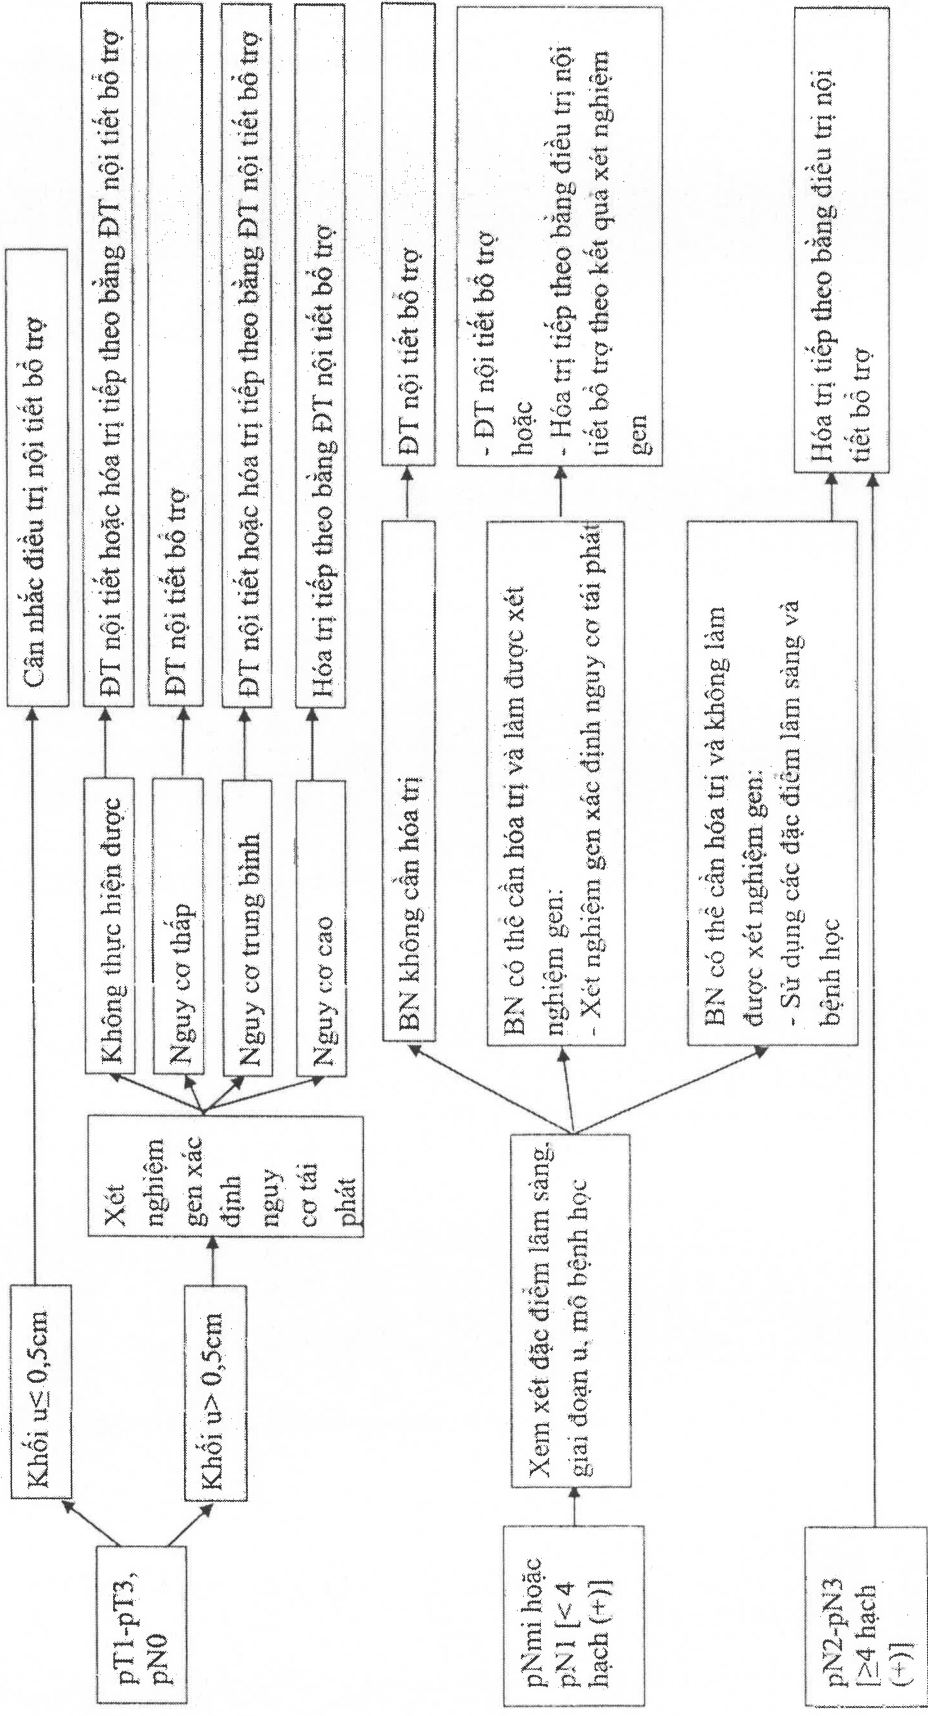 pT1-pT3,
pN0
Khối u≤ 0,5cm
Cân nhắc điều trị nội tiết bổ trợ
Khối u> 0,5cm
Xét
nghiệm
gen xác
định
nguy
cơ tái
phát
Không thực hiện được
ĐT nội tiết hoặc hóa trị tiếp theo bằng ĐT nội tiết bổ trợ
Nguy cơ thấp
ĐT nội tiết bổ trợ
Nguy cơ trung bình
ĐT nội tiết hoặc hóa trị tiếp theo bằng ĐT nội tiết bổ trợ
Nguy cơ cao
Hóa trị tiếp theo bằng ĐT nội tiết bổ trợ
pNmi hoặc
pN1 [< 4
hạch (+)]
Xem xét đặc điểm lâm sàng,
giai đoạn u, mô bệnh học
BN không cần hóa trị
ĐT nội tiết bổ trợ
BN có thể cần hóa trị và làm được xét
nghiệm gen:
- Xét nghiệm gen xác định nguy cơ tái phát
- ĐT nội tiết bổ trợ
hoặc
- Hóa trị tiếp theo bằng điều trị nội
tiết bổ trợ theo kết quả xét nghiệm
gen
BN có thể cần hóa trị và không làm
được xét nghiệm gen:
- Sử dụng các đặc điểm lâm sàng và
bệnh học
Hóa trị tiếp theo bằng điều trị nội
tiết bổ trợ
pN2-pN3
[≥4 hạch
(+)]